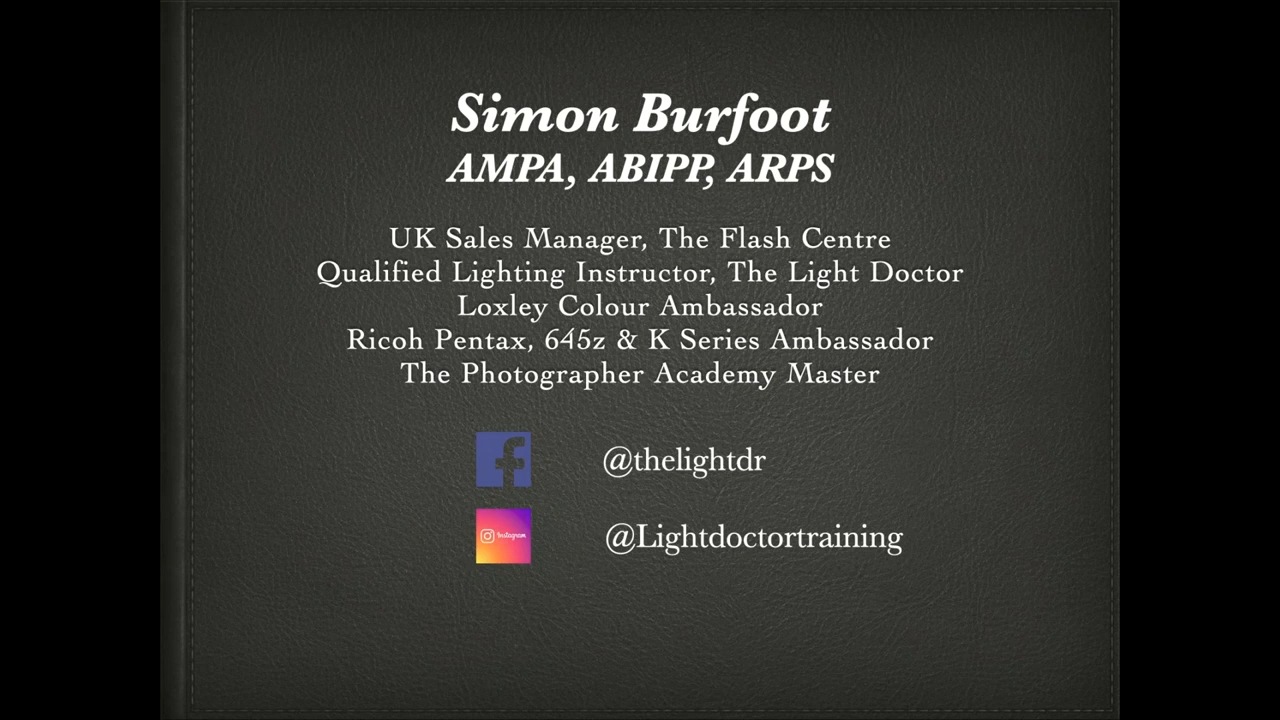 Simon Burfoot
AMPA, ABIPP, ARPS
UK Sales Manager, The Flash Centre
Qualified Lighting Instructor, The Light Doctor
Loxley Colour Ambassador
Ricoh Pentax, 645z & K Series Ambassador
The Photographer Academy Master
@thelightdr
Instagram
@Lightdoctortraining